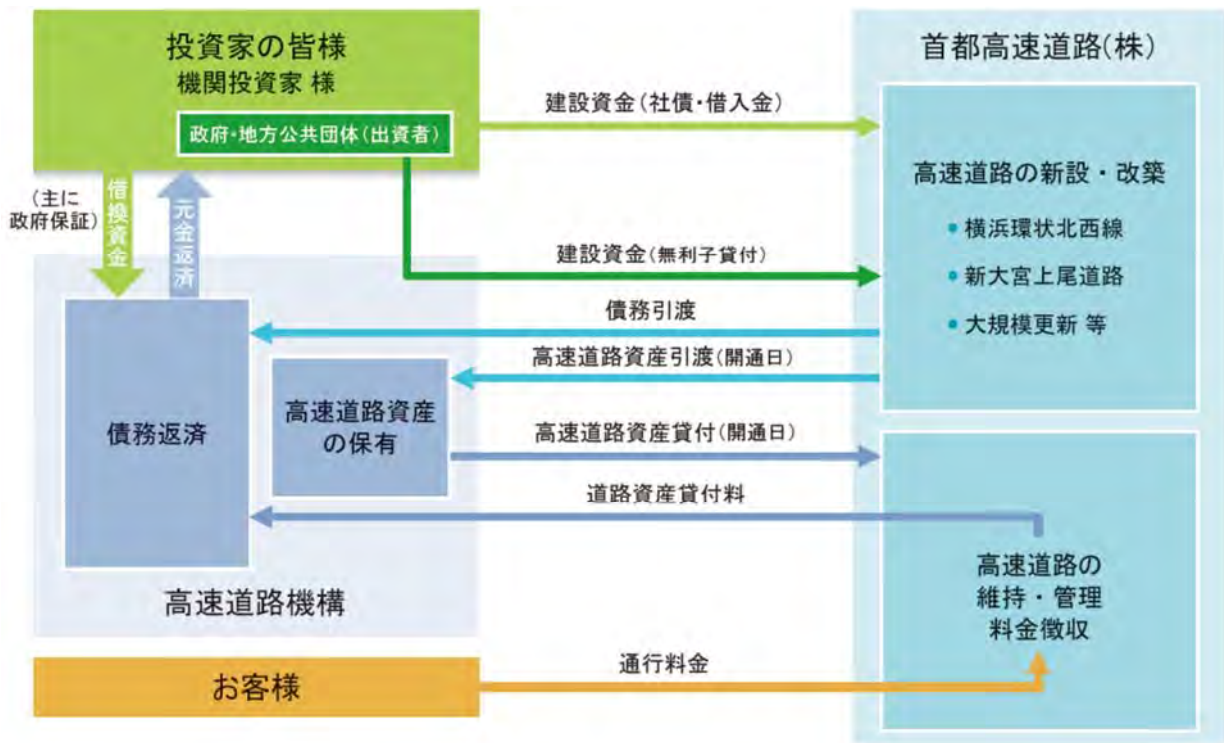 投資家の皆様
機関投資家 様
政府・地方公共団体(出資者)
(主に
政府保証)
借換資金
元金返済
債務返済
高速道路資産
の保有
高速道路機構
お客様
建設資金(社債・借入金)
建設資金(無利子貸付)
債務引渡
高速道路資産引渡(開通日)
高速道路資産貸付(開通日)
道路資産貸付料
通行料金
首都高速道路(株)
高速道路の新設・改築
• 横浜環状北西線
• 新大宮上尾道路
• 大規模更新 等
高速道路の
維持・管理
料金徴収